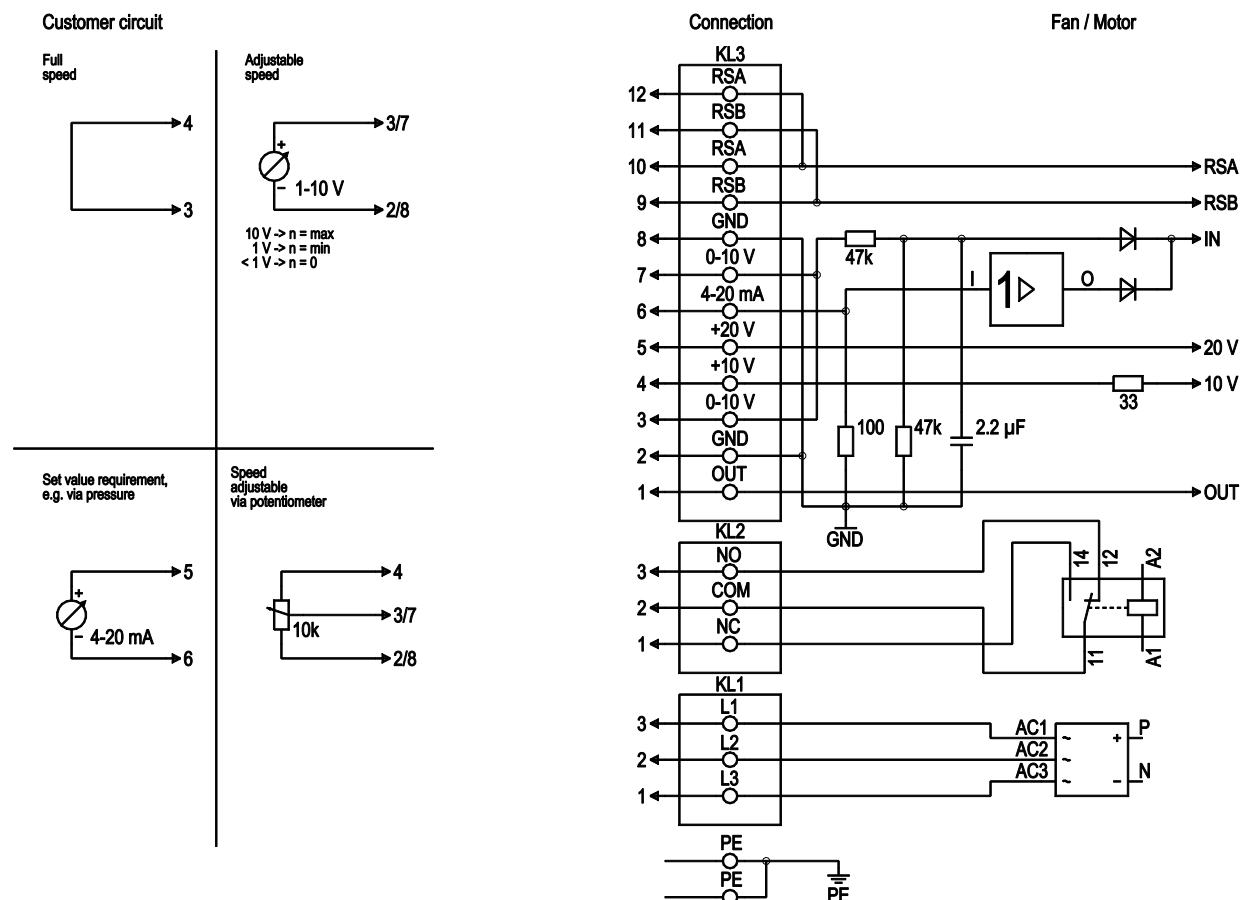 Customer circuit
Full
speed
4
3
Adjustable
speed
3/7
+
1-10 V
−
2/8
10 V -> n = max
1 V -> n = min
< 1 V -> n = 0
Set value requirement,
e.g. via pressure
5
+
4-20 mA
−
6
Speed
adjustable
via potentiometer
4
3/7
10k
2/8
Connection
Fan / Motor
KL3
RSA
12
RSB
11
RSA
10
RSA
RSB
9
RSB
GND
8
47k
IN
0-10 V
7
I
1
O
4-20 mA
6
+20 V
5
20 V
+10 V
4
33
10 V
0-10 V
3
100
47k
2.2 µF
GND
2
OUT
1
OUT
GND
KL2
NO
3
14
12
A2
COM
2
NC
1
11
A1
KL1
L1
3
AC1
~
+
P
L2
2
AC2
~
L3
1
AC3
~
−
N
PE
PE
PE